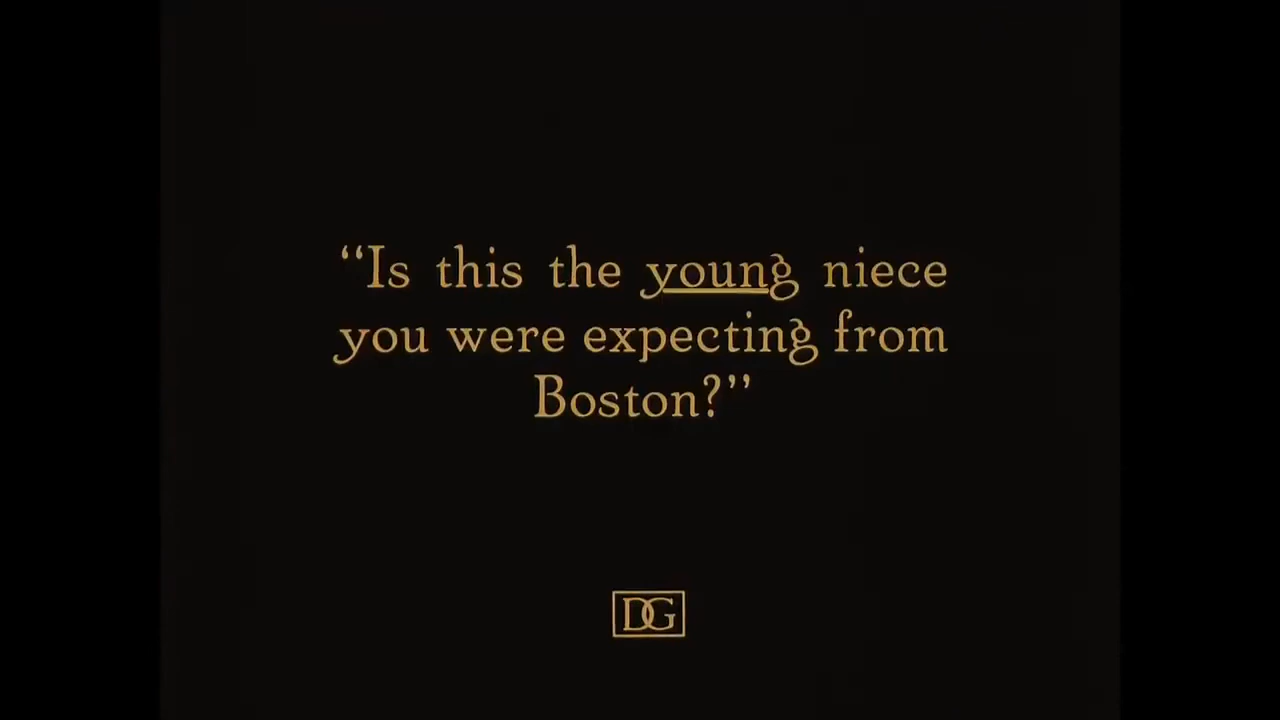 “Is this the young niece
you were expecting from
Boston?”
DG